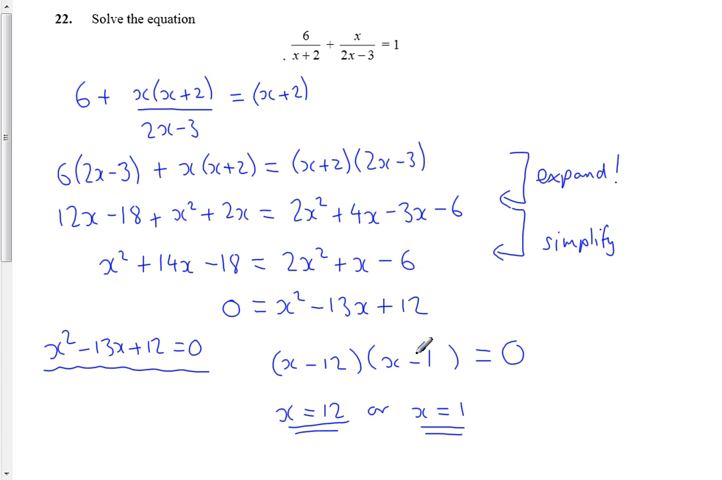 22. Solve the equation
6/(x+2) + x/(2x−3) = 1
6 + x(x+2)/(2x−3) = (x+2)
6(2x−3) + x(x+2) = (x+2)(2x−3)
expand!
12x −18 + x² + 2x = 2x² + 4x − 3x − 6
simplify
x² + 14x − 18 = 2x² + x − 6
0 = x² − 13x + 12
x² − 13x + 12 = 0
(x − 12)(x − 1) = 0
x = 12 or x = 1